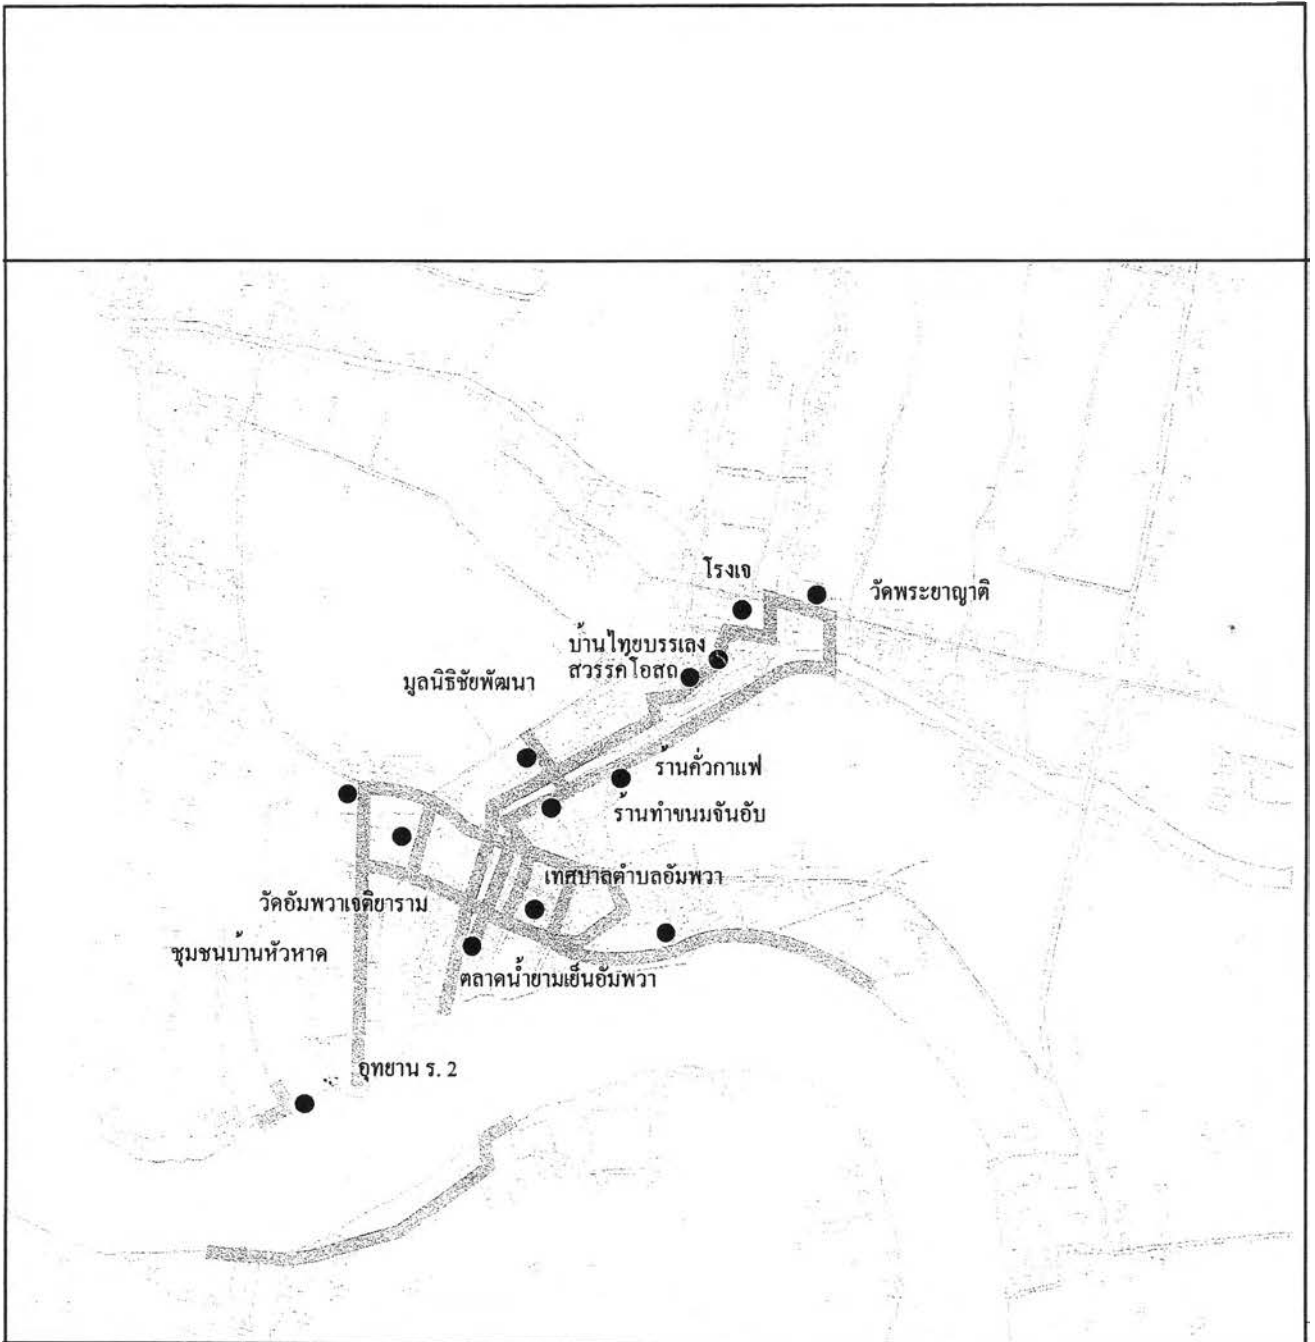 โรงเจ
วัดพระยาญาติ
บ้านไทยบรรเลง
สวรรค์โอสถ
มูลนิธิชัยพัฒนา
ร้านคั่วกาแฟ
ร้านทำขนมจันอับ
เทศบาลตำบลอัมพวา
วัดอัมพวาเจติยาราม
ชุมชนบ้านหัวหาด
ตลาดน้ำยามเย็นอัมพวา
อุทยาน ร. 2